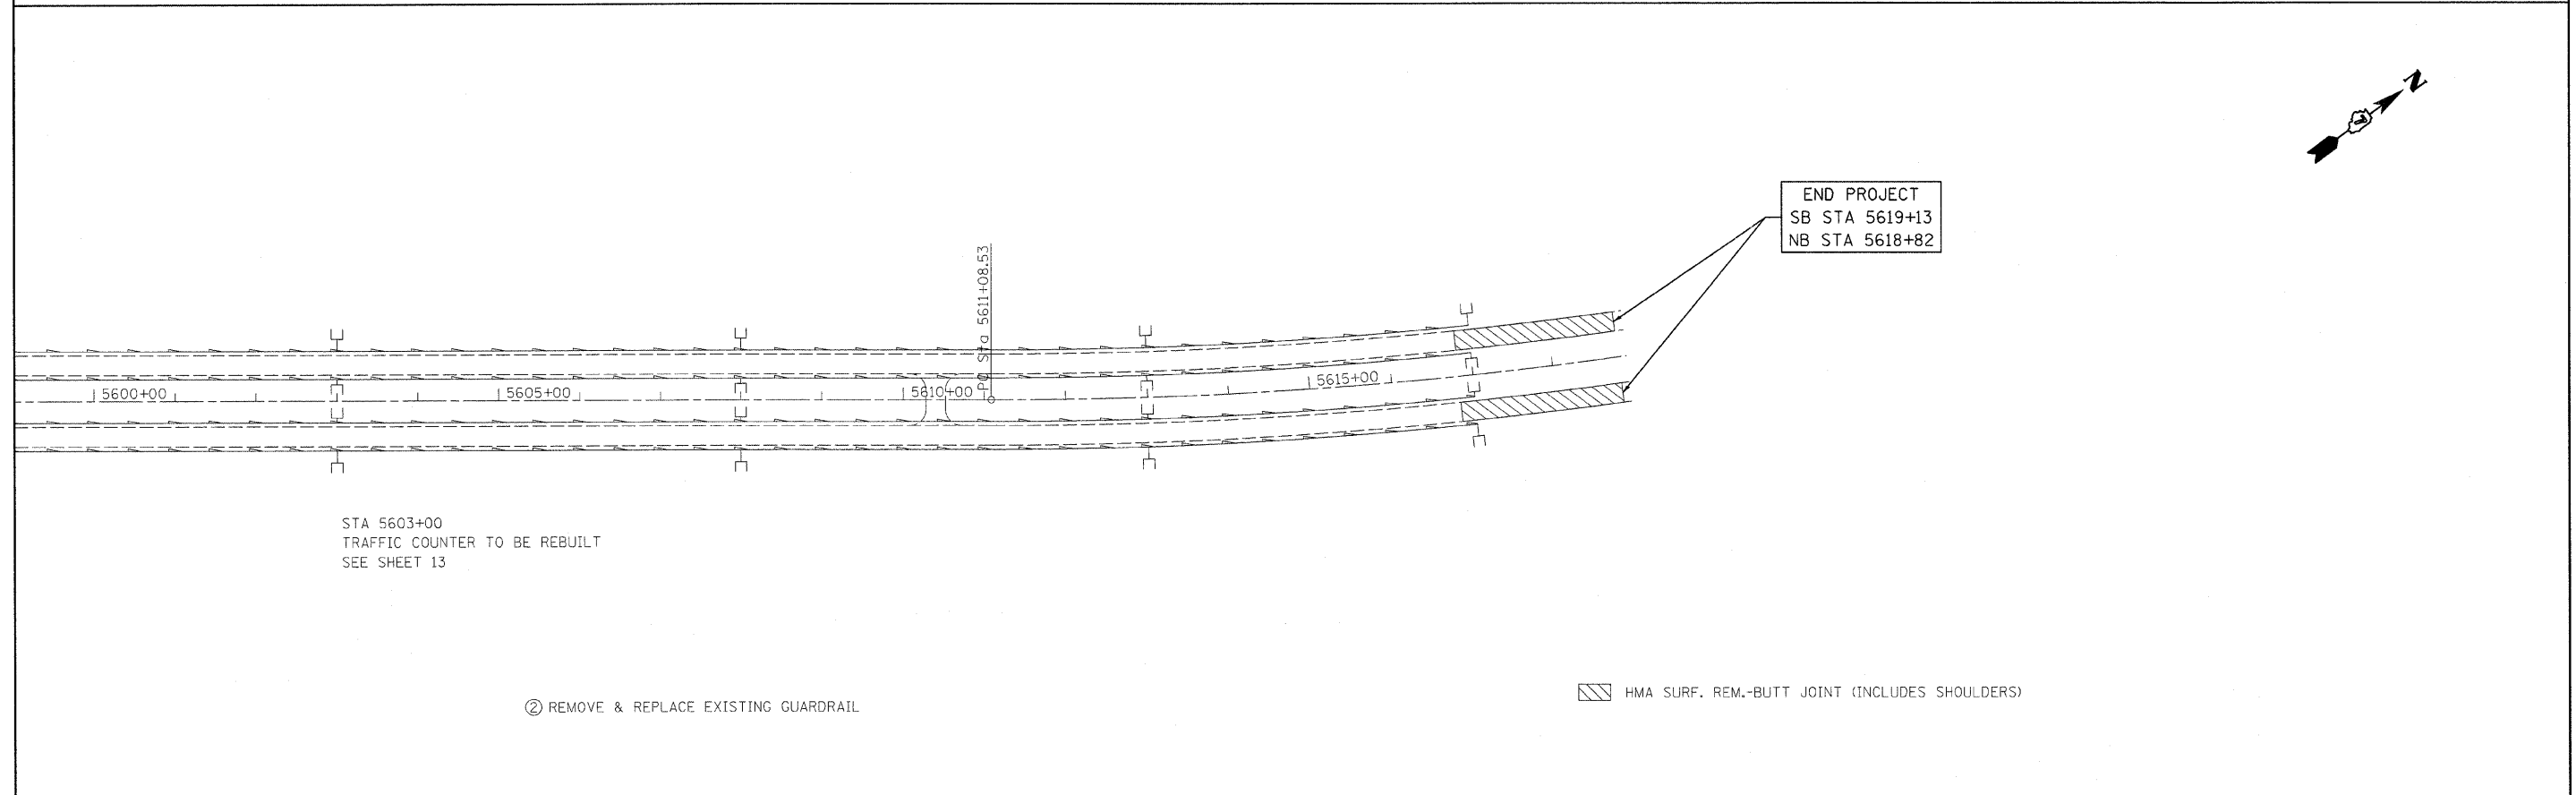 N
END PROJECT
SB STA 5619+13
NB STA 5618+82
PØ Sta 5611+08.53
5600+00
5605+00
5610+00
5615+00
STA 5603+00
TRAFFIC COUNTER TO BE REBUILT
SEE SHEET 13
② REMOVE & REPLACE EXISTING GUARDRAIL
HMA SURF. REM.-BUTT JOINT (INCLUDES SHOULDERS)